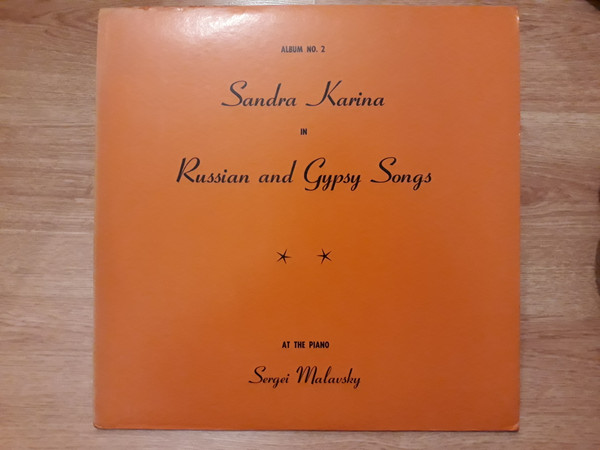 ALBUM NO. 2
Sandra Karina
IN
Russian and Gypsy Songs
AT THE PIANO
Sergei Malavsky